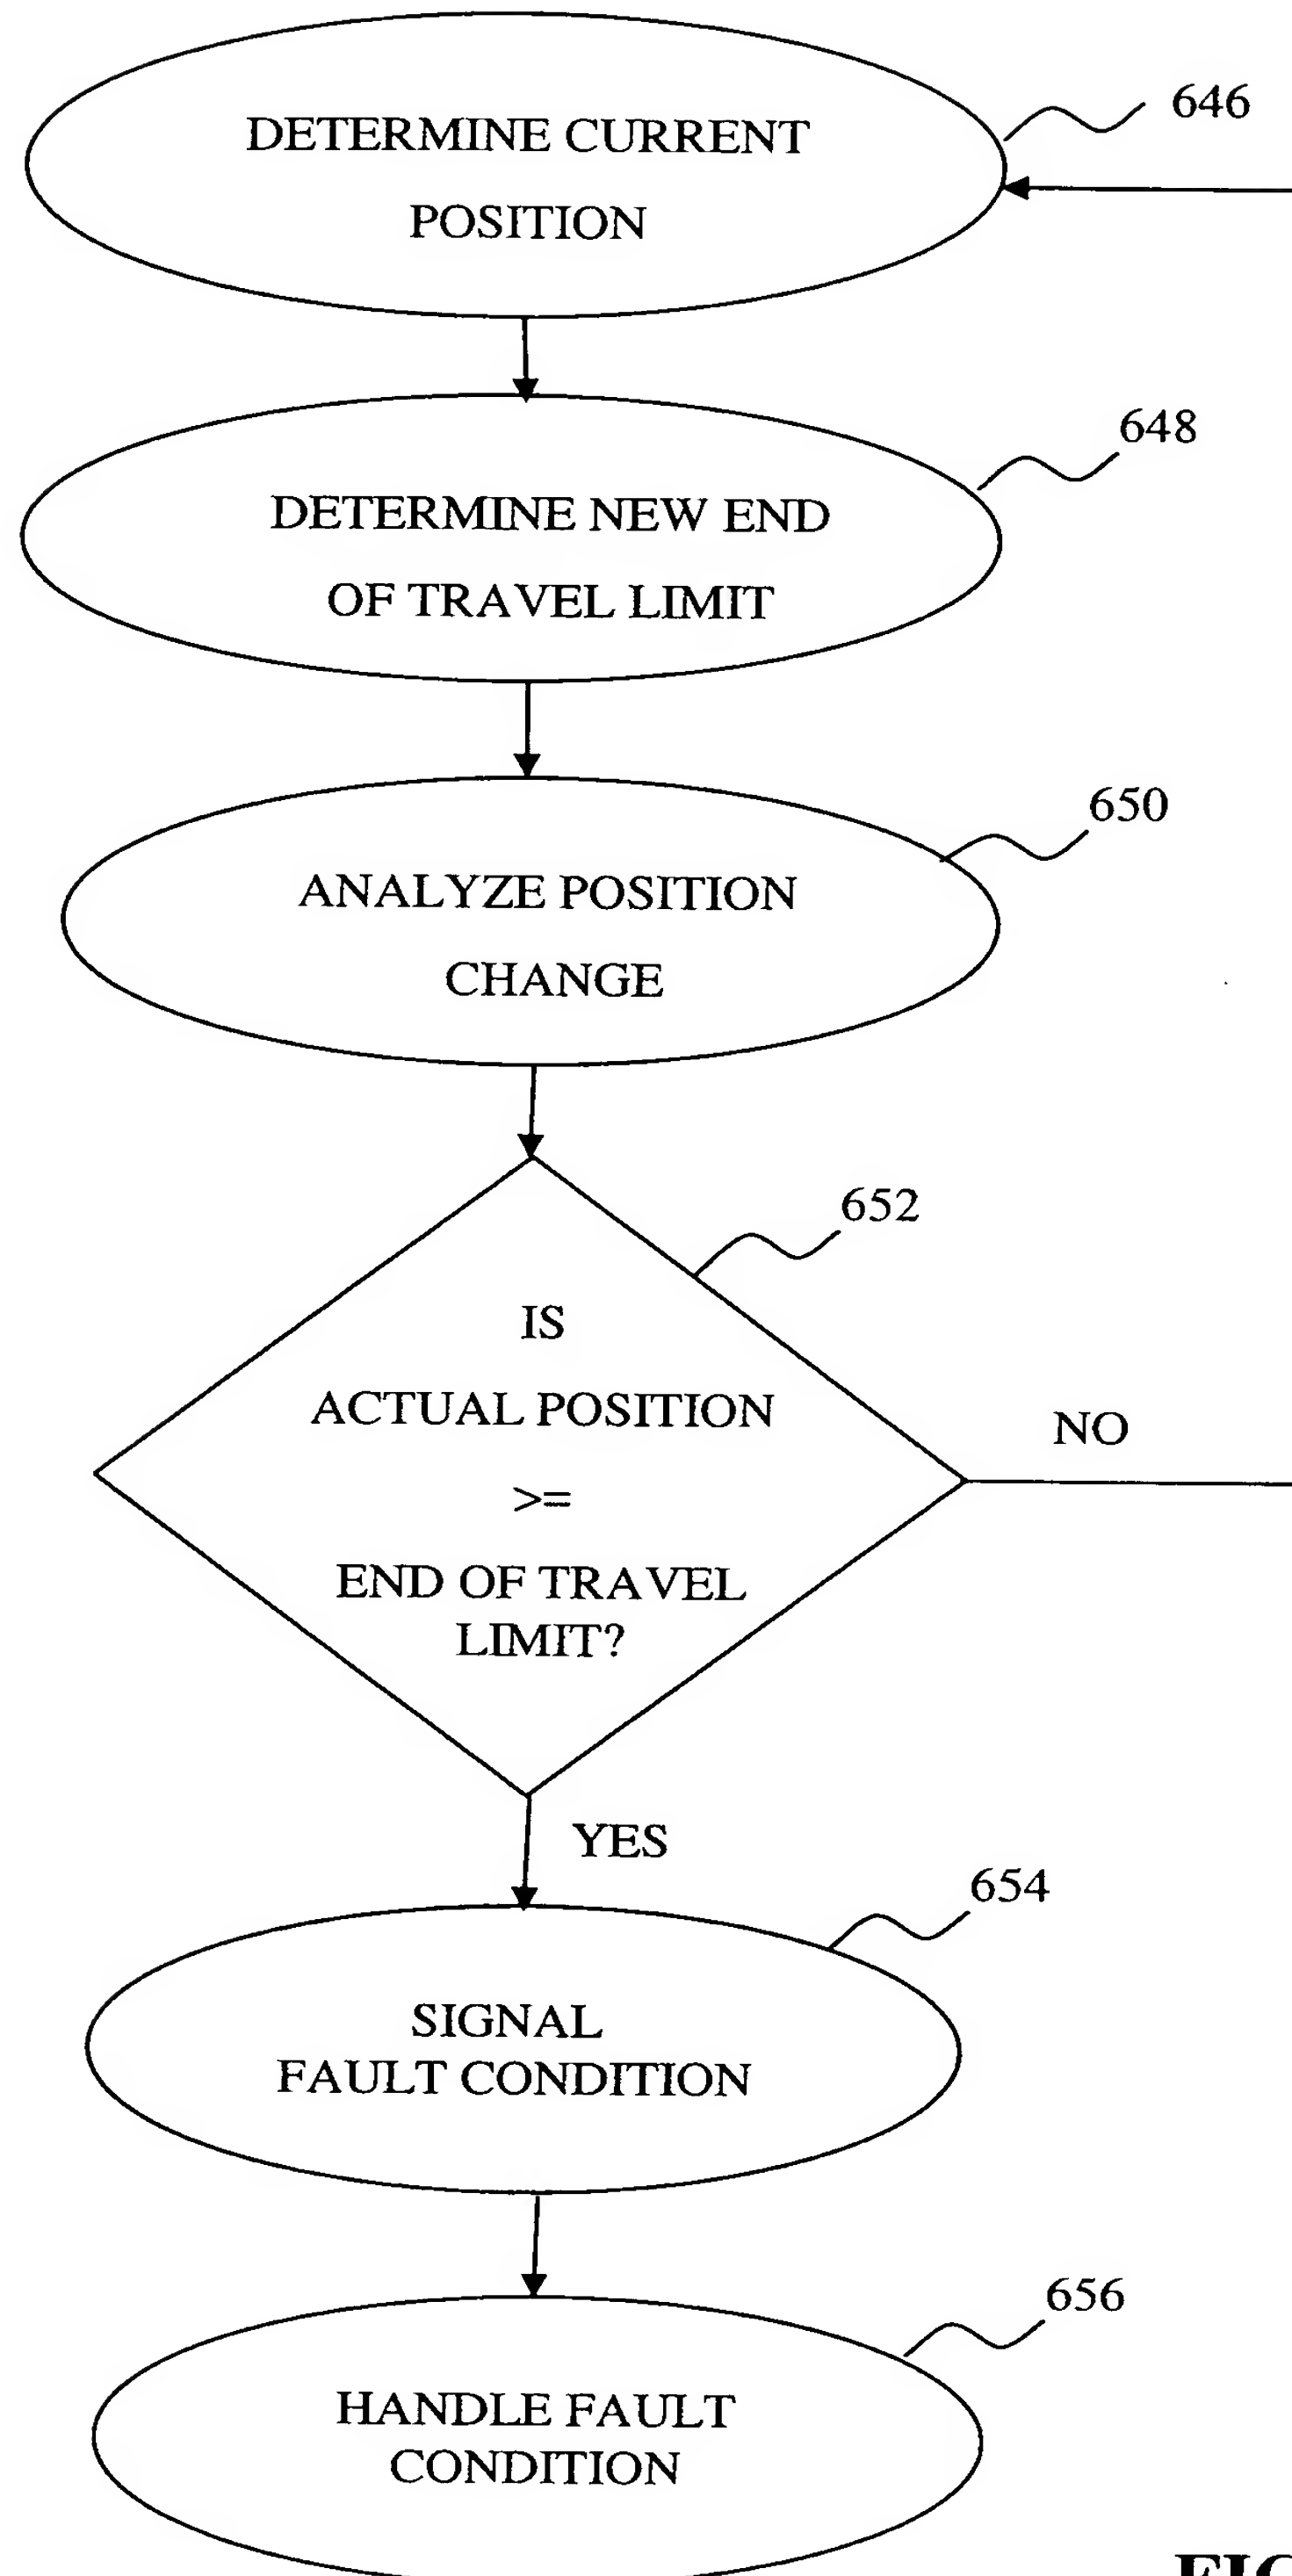 646
DETERMINE CURRENT
POSITION
648
DETERMINE NEW END
OF TRAVEL LIMIT
650
ANALYZE POSITION
CHANGE
652
IS
ACTUAL POSITION
>=
END OF TRAVEL
LIMIT?
NO
YES
654
SIGNAL
FAULT CONDITION
656
HANDLE FAULT
CONDITION